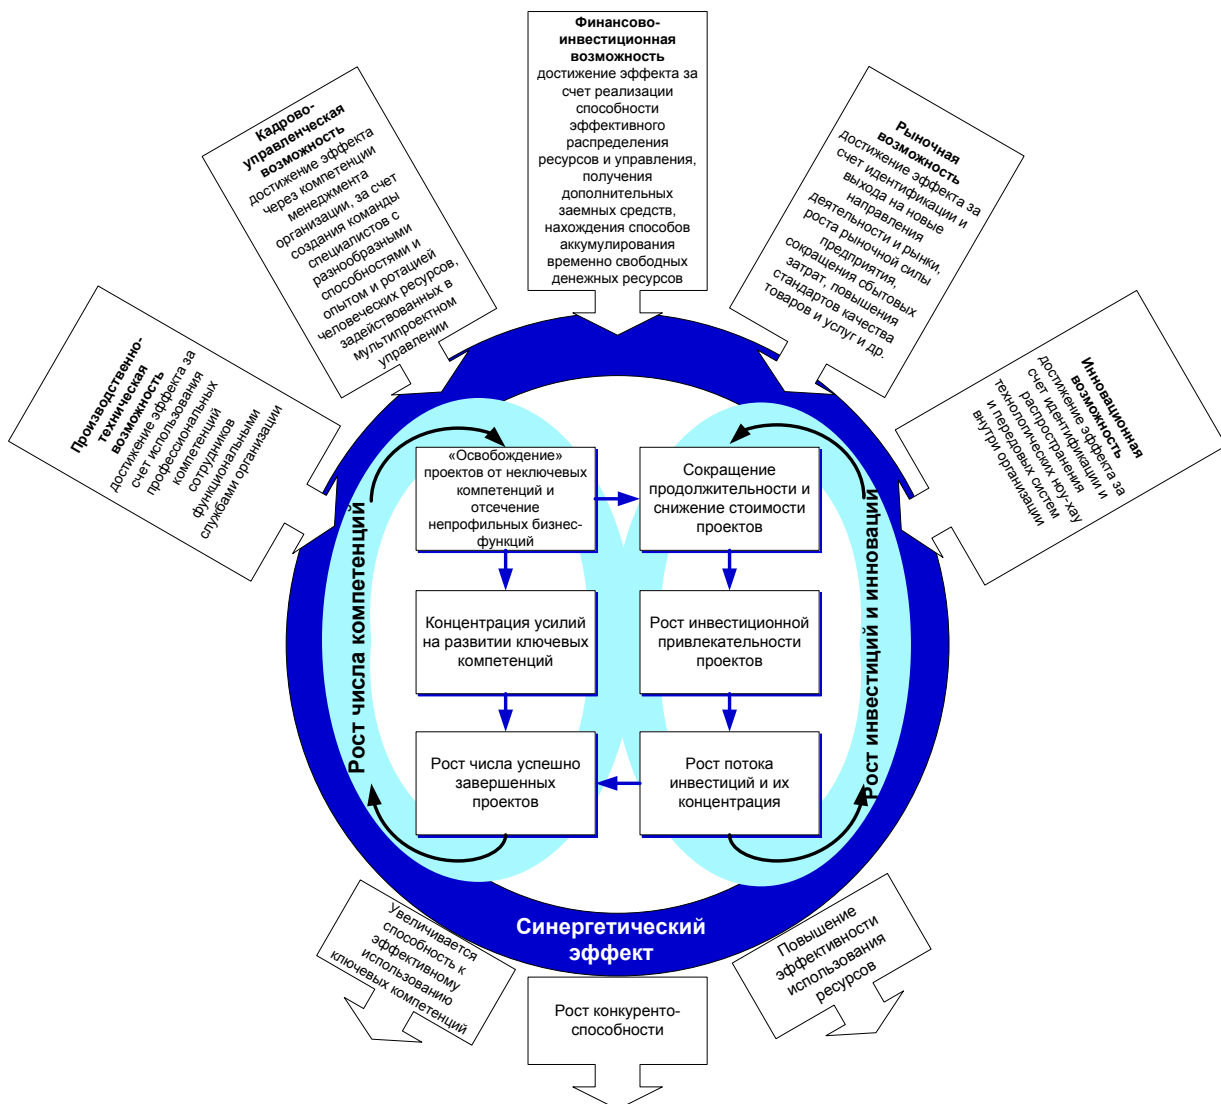 Финансово-
инвестиционная
возможность
достижение эффекта за
счет реализации
способности
эффективного
распределения
ресурсов и управления,
получения
дополнительных
заемных средств,
нахождения способов
аккумулирования
временно свободных
денежных ресурсов
Кадрово-
управленческая
возможность
достижение эффекта
через компетенции
менеджмента
организации, за счет
создания команды
специалистов с
разнообразными
способностями и
опытом и ротацией
человеческих ресурсов,
задействованных в
мультипроектном
управлении
Рыночная
возможность
достижение эффекта за
счет идентификации и
выхода на новые
направления
деятельности и рынки,
роста рыночной силы
предприятия,
сокращения сбытовых
затрат, повышения
стандартов качества
товаров и услуг и др.
Производственно-
техническая
возможность
достижение эффекта за
счет использования
профессиональных
компетенций
сотрудников
функциональными
службами организации
Инновационная
возможность
достижение эффекта за
счет идентификации и
распространения
технологических ноу-хау
и передовых систем
внутри организации
Рост числа компетенций
«Освобождение»
проектов от неключевых
компетенций и
отсечение
непрофильных бизнес-
функций
Сокращение
продолжительности и
снижение стоимости
проектов
Концентрация усилий
на развитии ключевых
компетенций
Рост инвестиционной
привлекательности
проектов
Рост числа успешно
завершенных
проектов
Рост потока
инвестиций и их
концентрация
Рост инвестиций и инноваций
Синергетический
эффект
Увеличивается
способность к
эффективному
использованию
ключевых компетенций
Рост конкуренто-
способности
Повышение
эффективности
использования
ресурсов